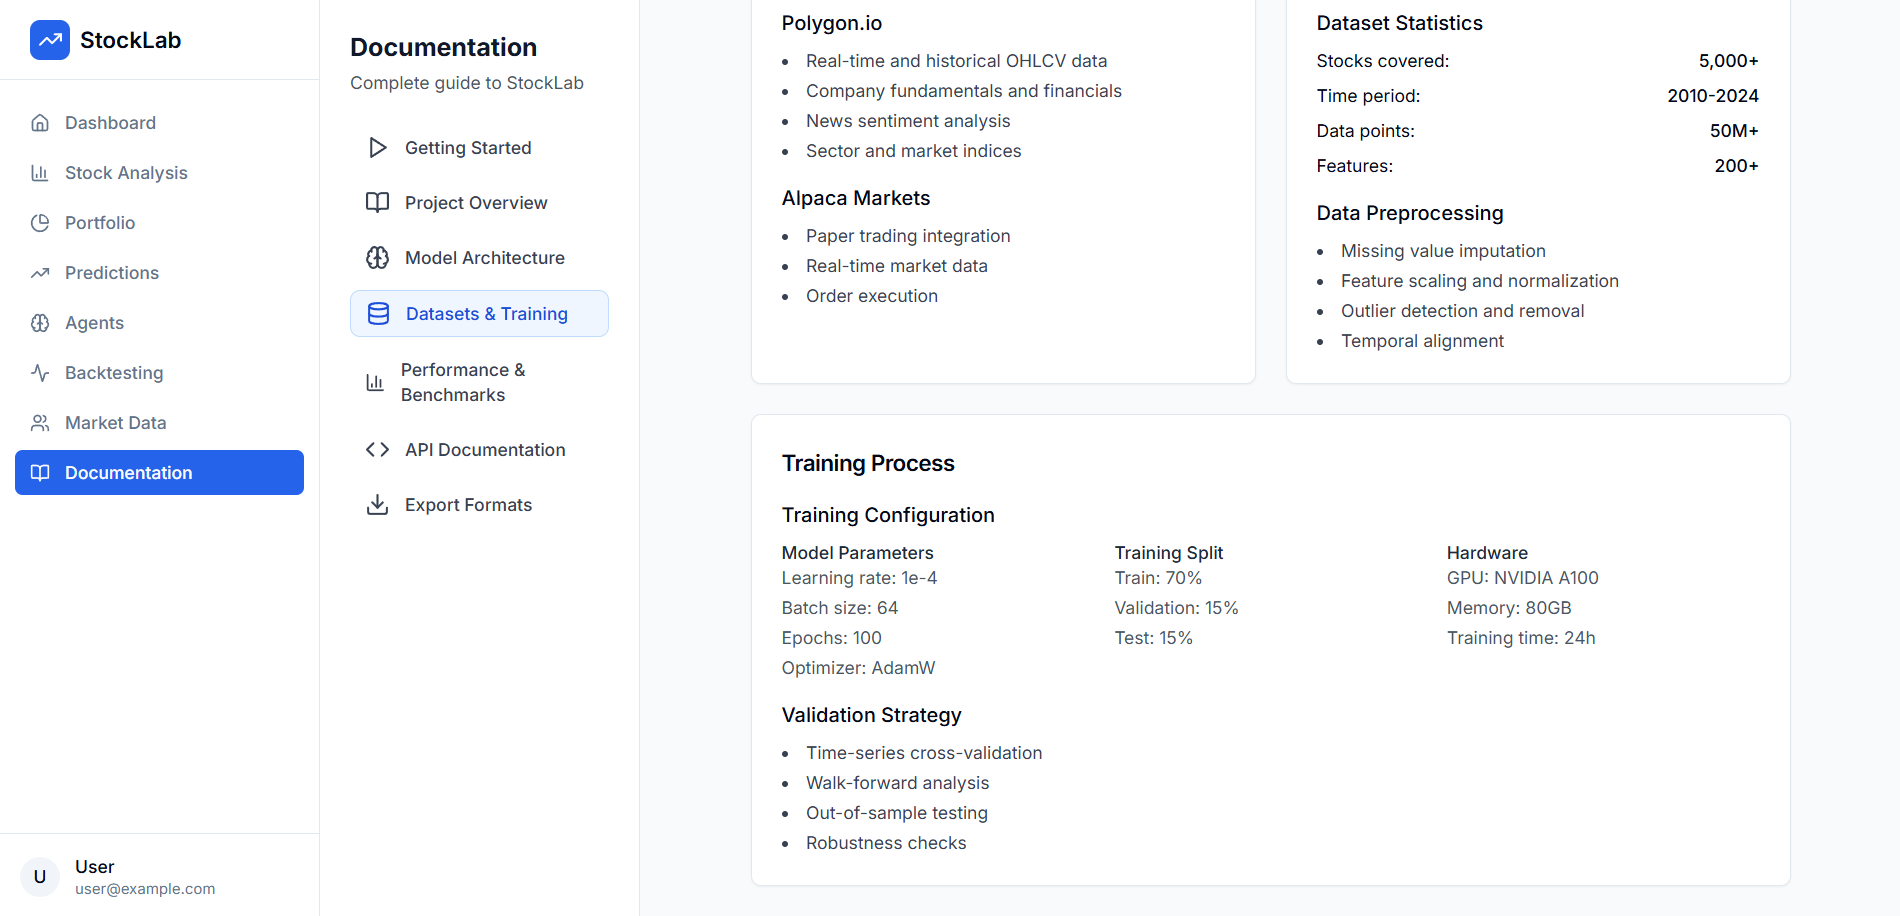 StockLab
Dashboard
Stock Analysis
Portfolio
Predictions
Agents
Backtesting
Market Data
Documentation
U
User
user@example.com
Documentation
Complete guide to StockLab
Getting Started
Project Overview
Model Architecture
Datasets & Training
Performance &
Benchmarks
API Documentation
Export Formats
Polygon.io
Real-time and historical OHLCV data
Company fundamentals and financials
News sentiment analysis
Sector and market indices
Alpaca Markets
Paper trading integration
Real-time market data
Order execution
Dataset Statistics
Stocks covered: 5,000+
Time period: 2010-2024
Data points: 50M+
Features: 200+
Data Preprocessing
Missing value imputation
Feature scaling and normalization
Outlier detection and removal
Temporal alignment
Training Process
Training Configuration
Model Parameters
Learning rate: 1e-4
Batch size: 64
Epochs: 100
Optimizer: AdamW
Training Split
Train: 70%
Validation: 15%
Test: 15%
Hardware
GPU: NVIDIA A100
Memory: 80GB
Training time: 24h
Validation Strategy
Time-series cross-validation
Walk-forward analysis
Out-of-sample testing
Robustness checks